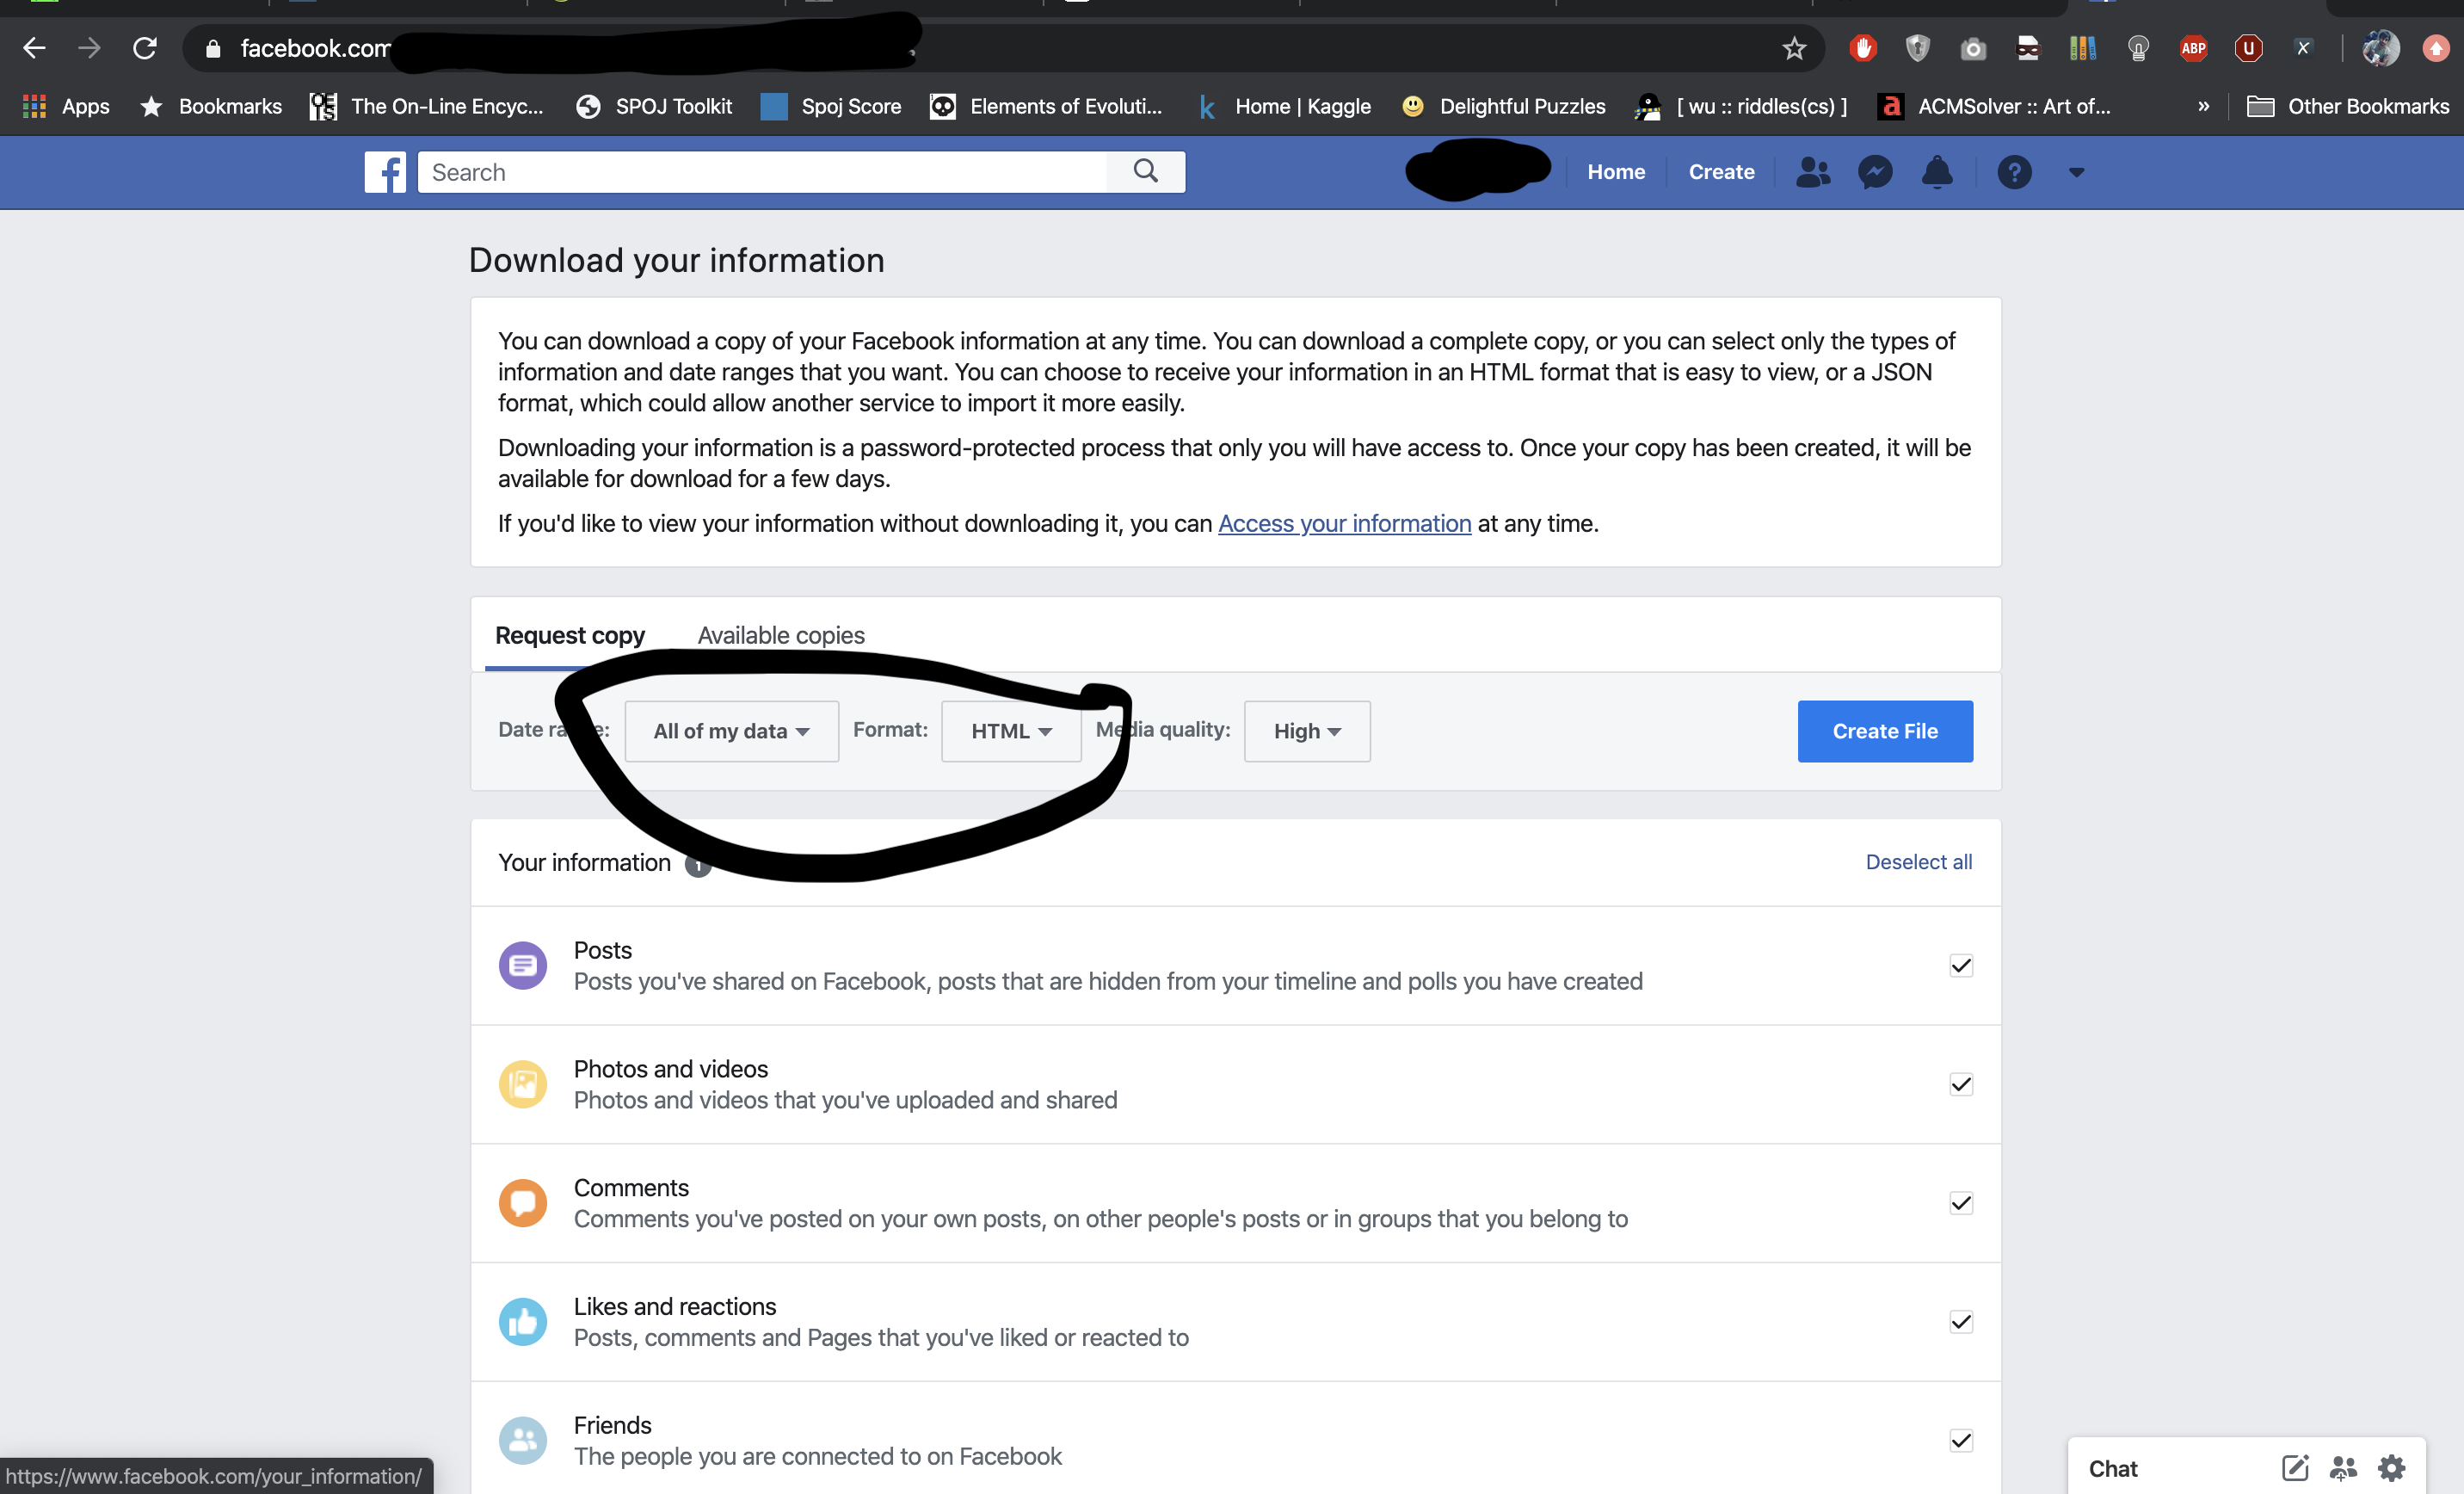 facebook.com
Apps
Bookmarks
The On-Line Encyc...
SPOJ Toolkit
Spoj Score
Elements of Evoluti...
Home | Kaggle
Delightful Puzzles
[ wu :: riddles(cs) ]
ACMSolver :: Art of...
»
Other Bookmarks
ABP
Search
Home
Create
Download your information
You can download a copy of your Facebook information at any time. You can download a complete copy, or you can select only the types of
information and date ranges that you want. You can choose to receive your information in an HTML format that is easy to view, or a JSON
format, which could allow another service to import it more easily.
Downloading your information is a password-protected process that only you will have access to. Once your copy has been created, it will be
available for download for a few days.
If you'd like to view your information without downloading it, you can Access your information at any time.
Request copy
Available copies
Date
All of my data
Format:
HTML
quality:
High
Create File
Your information
Deselect all
Posts
Posts you've shared on Facebook, posts that are hidden from your timeline and polls you have created
Photos and videos
Photos and videos that you've uploaded and shared
Comments
Comments you've posted on your own posts, on other people's posts or in groups that you belong to
Likes and reactions
Posts, comments and Pages that you've liked or reacted to
Friends
The people you are connected to on Facebook
https://www.facebook.com/your_information/
Chat